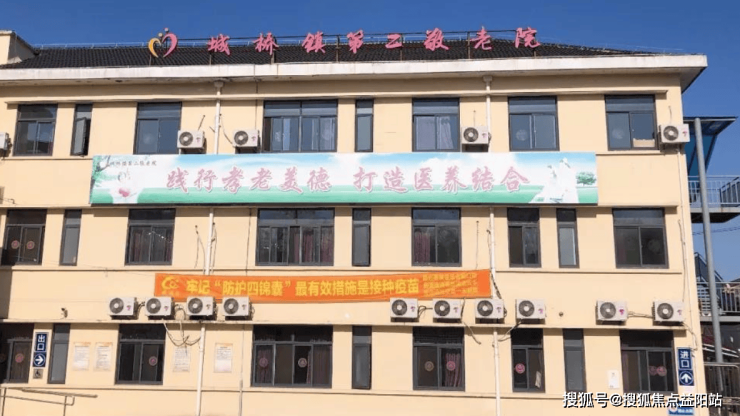 城桥镇第二敬老院
践行孝老美德 打造医养结合
牢记“防护四锦囊”最有效措施是接种疫苗
出口
进口
搜狐号@搜狐焦点益阳站